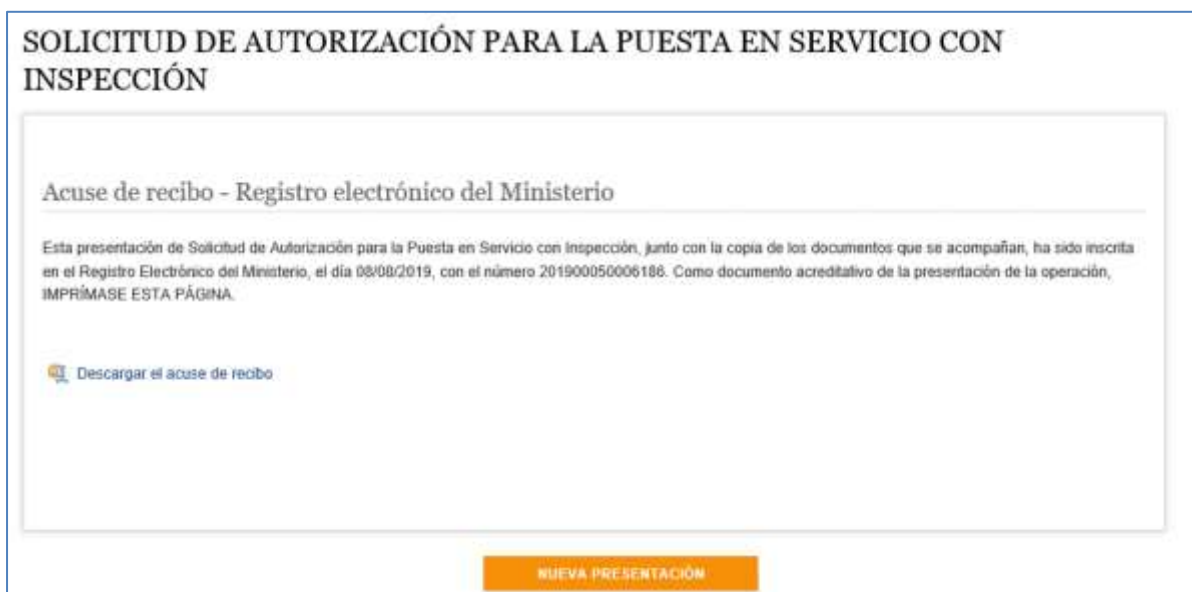 SOLICITUD DE AUTORIZACIÓN PARA LA PUESTA EN SERVICIO CON
INSPECCIÓN
Acuse de recibo - Registro electrónico del Ministerio
Esta presentación de Solicitud de Autorización para la Puesta en Servicio con Inspección, junto con la copia de los documentos que se acompañan, ha sido inscrita
en el Registro Electrónico del Ministerio, el día 08/08/2019, con el número 201900050006186. Como documento acreditativo de la presentación de la operación,
IMPRÍMASE ESTA PÁGINA.
Descargar el acuse de recibo
NUEVA PRESENTACIÓN